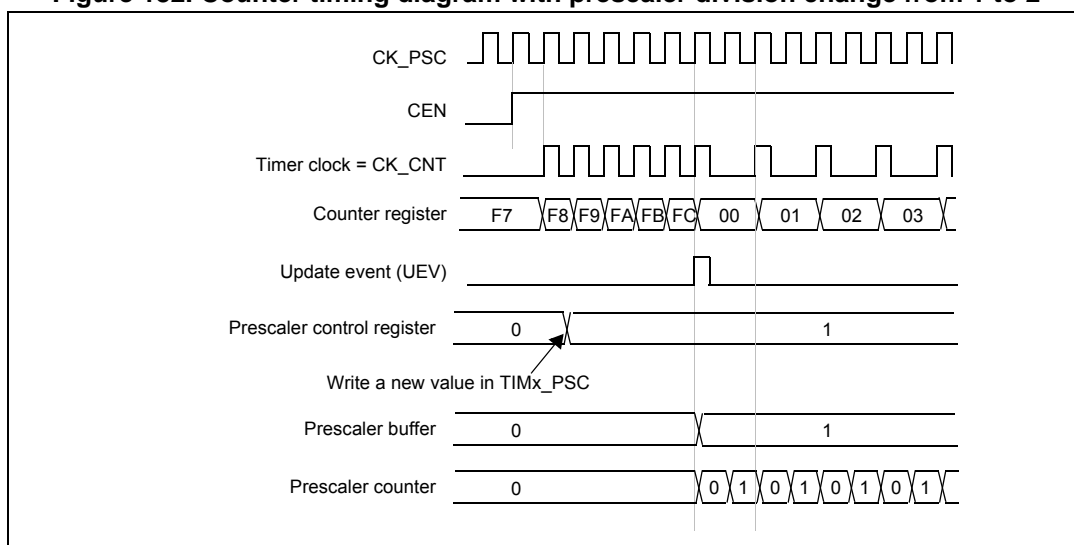 CK_PSC
CEN
Timer clock = CK_CNT
Counter register F7 F8 F9 FA FB FC 00 01 02 03
Update event (UEV)
Prescaler control register 0 1
Write a new value in TIMx_PSC
Prescaler buffer 0 1
Prescaler counter 0 0 1 0 1 0 1 0 1